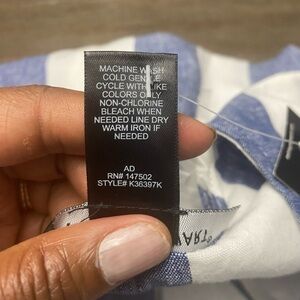 MACHINE WASH
COLD GENTLE
CYCLE WITH LIKE
COLORS ONLY
NON-CHLORINE
BLEACH WHEN
NEEDED LINE DRY
WARM IRON IF
NEEDED
AD
RN# 147502
STYLE# K36397K